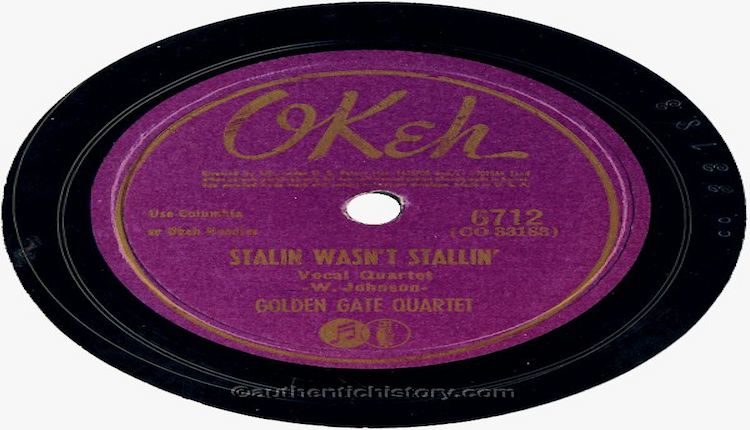 OKeh
Use Columbia
or Okeh Needles
6712
(CO 33183)
STALIN WASN'T STALLIN'
Vocal Quartet
-W. Johnson-
GOLDEN GATE QUARTET
©authentichistory.com